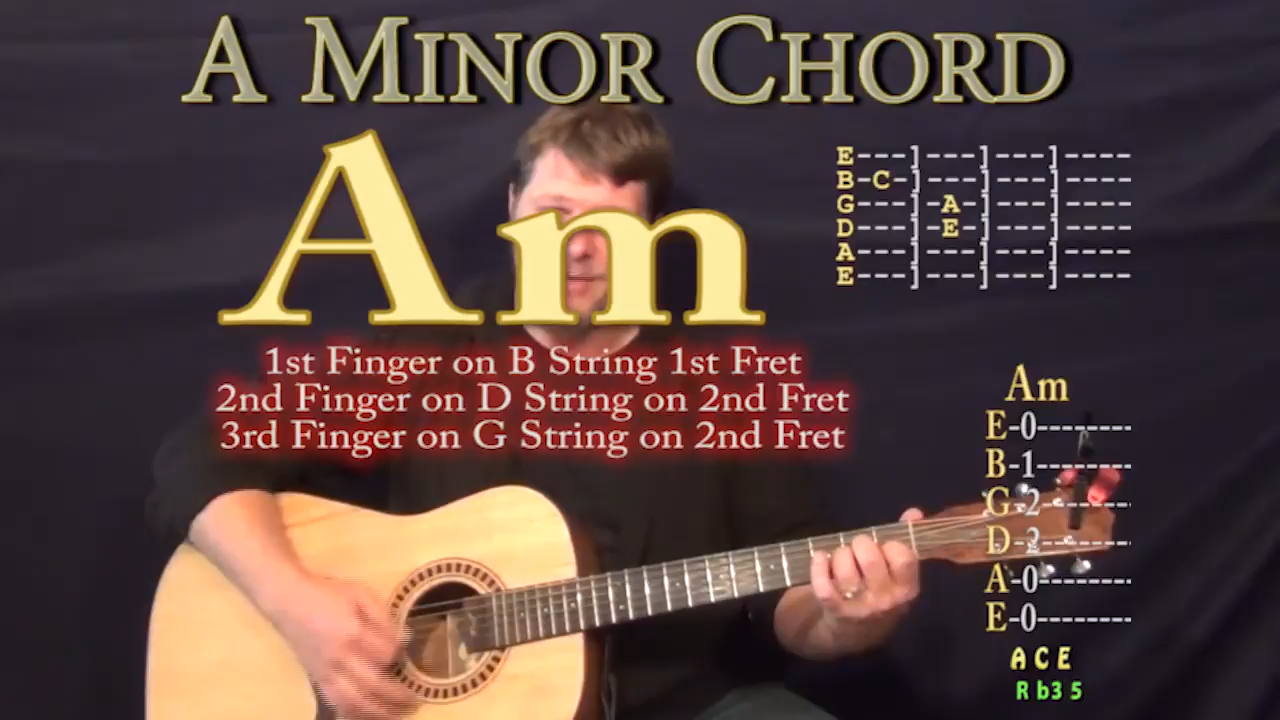 A MINOR CHORD
Am
1st Finger on B String 1st Fret
2nd Finger on D String on 2nd Fret
3rd Finger on G String on 2nd Fret
E---]---]---]----
B-C-]---]---]----
G---]-A-]---]----
D---]-E-]---]----
A---]---]---]----
E---]---]---]----
Am
E-0--------
B-1--------
G-2--------
D-2--------
A-0--------
E-0--------
A C E
R b3 5